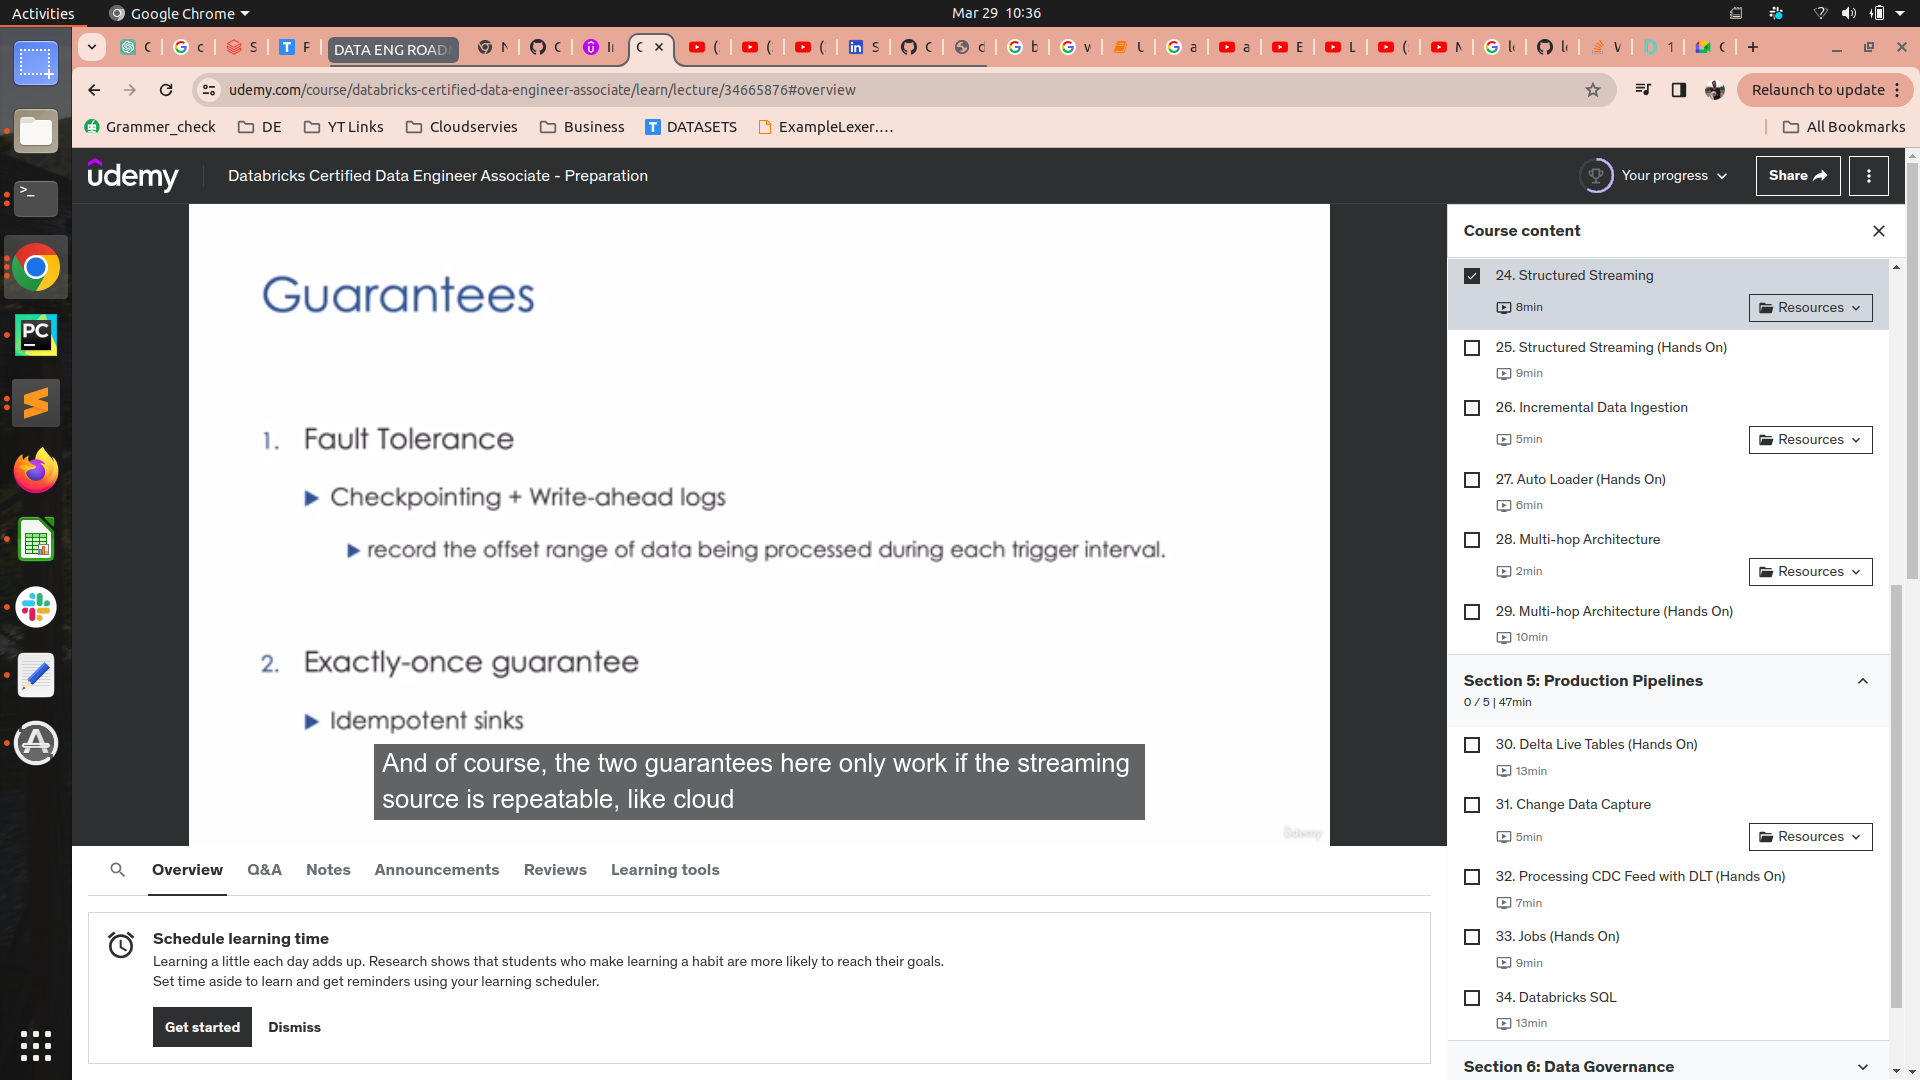 Activities
Google Chrome
Mar 29 10:36
DATA ENG ROAD
udemy.com/course/databricks-certified-data-engineer-associate/learn/lecture/34665876#overview
Relaunch to update
Grammer_check
DE
YT Links
Cloudservies
Business
DATASETS
ExampleLexer....
All Bookmarks
udemy
Databricks Certified Data Engineer Associate - Preparation
Your progress
Share
Guarantees
1. Fault Tolerance
Checkpointing + Write-ahead logs
record the offset range of data being processed during each trigger interval.
2. Exactly-once guarantee
Idempotent sinks
And of course, the two guarantees here only work if the streaming
source is repeatable, like cloud
Udemy
Course content
24. Structured Streaming
8min
Resources
25. Structured Streaming (Hands On)
9min
26. Incremental Data Ingestion
5min
Resources
27. Auto Loader (Hands On)
6min
28. Multi-hop Architecture
2min
Resources
29. Multi-hop Architecture (Hands On)
10min
Section 5: Production Pipelines
0 / 5 | 47min
30. Delta Live Tables (Hands On)
13min
31. Change Data Capture
5min
Resources
32. Processing CDC Feed with DLT (Hands On)
7min
33. Jobs (Hands On)
9min
34. Databricks SQL
13min
Section 6: Data Governance
Overview
Q&A
Notes
Announcements
Reviews
Learning tools
Schedule learning time
Learning a little each day adds up. Research shows that students who make learning a habit are more likely to reach their goals.
Set time aside to learn and get reminders using your learning scheduler.
Get started
Dismiss